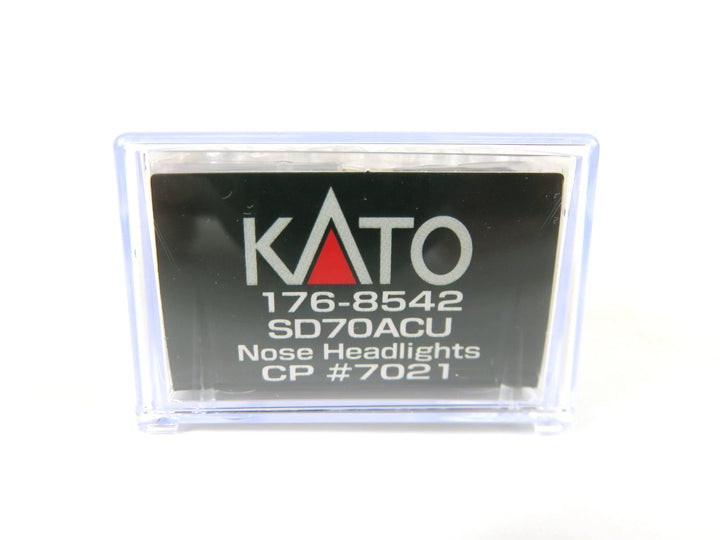 KATO
176-8542
SD70ACU
Nose Headlights
CP #7021